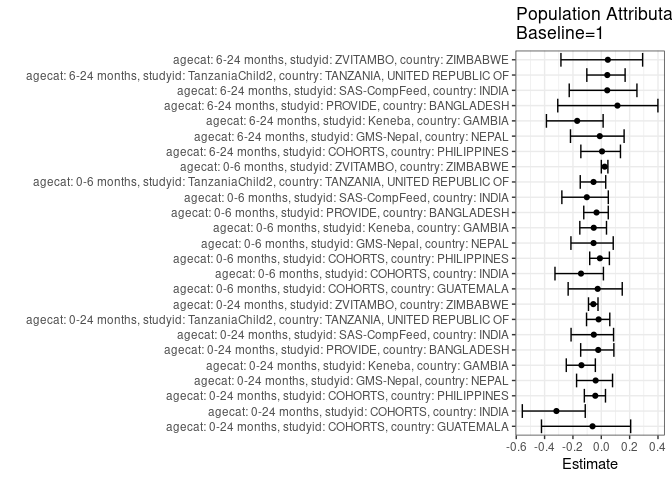 Population Attributa
Baseline=1
agecat: 6-24 months, studyid: ZVITAMBO, country: ZIMBABWE
agecat: 6-24 months, studyid: TanzaniaChild2, country: TANZANIA, UNITED REPUBLIC OF
agecat: 6-24 months, studyid: SAS-CompFeed, country: INDIA
agecat: 6-24 months, studyid: PROVIDE, country: BANGLADESH
agecat: 6-24 months, studyid: Keneba, country: GAMBIA
agecat: 6-24 months, studyid: GMS-Nepal, country: NEPAL
agecat: 6-24 months, studyid: COHORTS, country: PHILIPPINES
agecat: 0-6 months, studyid: ZVITAMBO, country: ZIMBABWE
agecat: 0-6 months, studyid: TanzaniaChild2, country: TANZANIA, UNITED REPUBLIC OF
agecat: 0-6 months, studyid: SAS-CompFeed, country: INDIA
agecat: 0-6 months, studyid: PROVIDE, country: BANGLADESH
agecat: 0-6 months, studyid: Keneba, country: GAMBIA
agecat: 0-6 months, studyid: GMS-Nepal, country: NEPAL
agecat: 0-6 months, studyid: COHORTS, country: PHILIPPINES
agecat: 0-6 months, studyid: COHORTS, country: INDIA
agecat: 0-6 months, studyid: COHORTS, country: GUATEMALA
agecat: 0-24 months, studyid: ZVITAMBO, country: ZIMBABWE
agecat: 0-24 months, studyid: TanzaniaChild2, country: TANZANIA, UNITED REPUBLIC OF
agecat: 0-24 months, studyid: SAS-CompFeed, country: INDIA
agecat: 0-24 months, studyid: PROVIDE, country: BANGLADESH
agecat: 0-24 months, studyid: Keneba, country: GAMBIA
agecat: 0-24 months, studyid: GMS-Nepal, country: NEPAL
agecat: 0-24 months, studyid: COHORTS, country: PHILIPPINES
agecat: 0-24 months, studyid: COHORTS, country: INDIA
agecat: 0-24 months, studyid: COHORTS, country: GUATEMALA
-0.6 -0.4 -0.2 0.0 0.2 0.4
Estimate